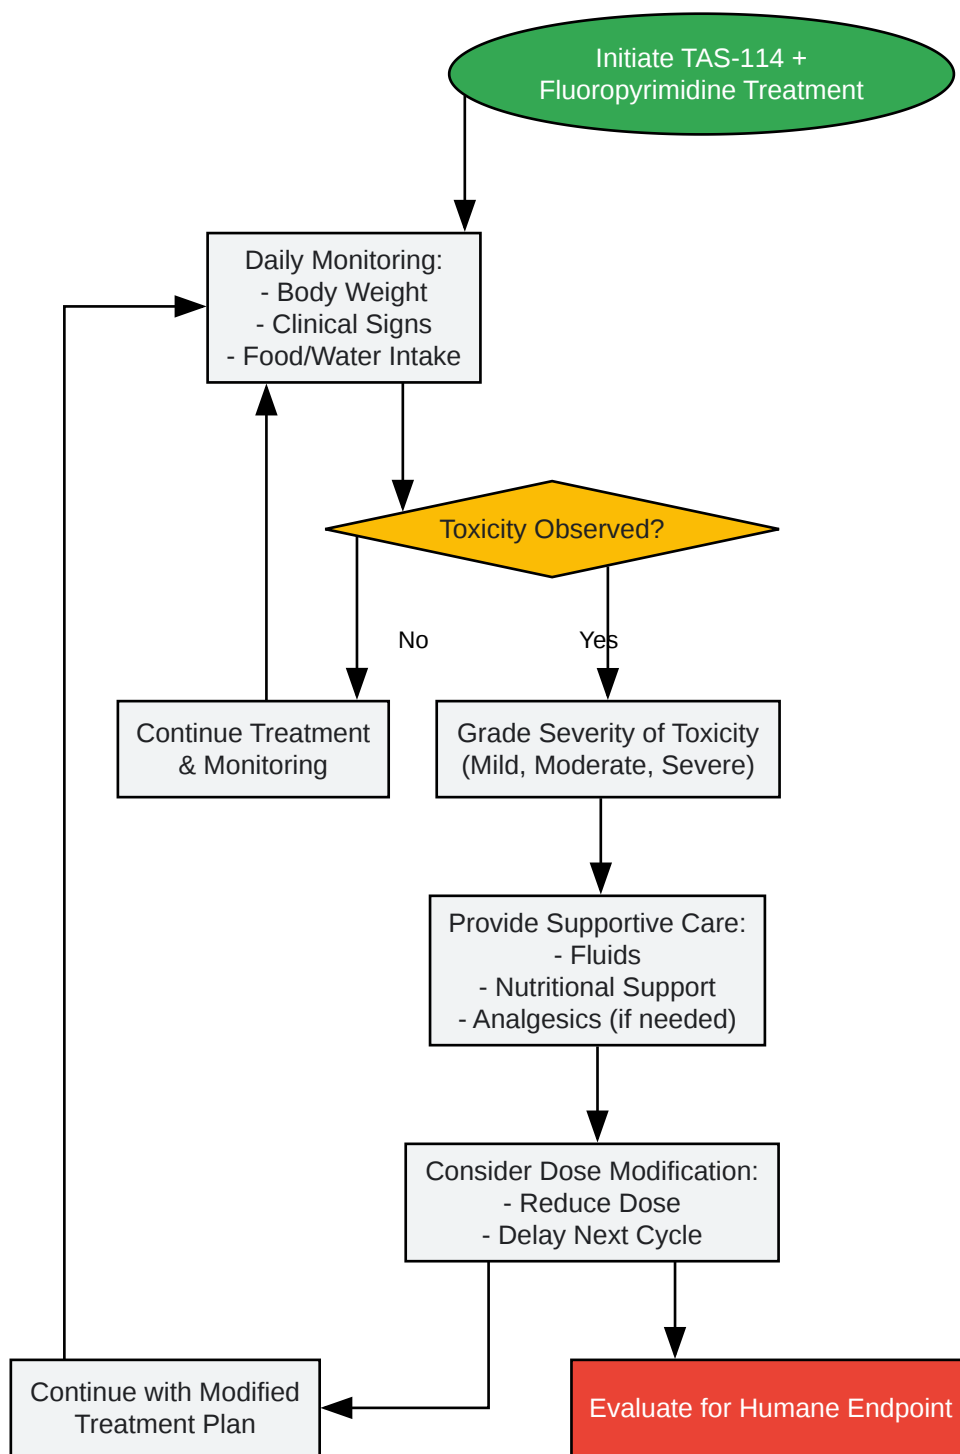 Initiate TAS-114 +
Fluoropyrimidine Treatment
Daily Monitoring:
- Body Weight
- Clinical Signs
- Food/Water Intake
Toxicity Observed?
No
Yes
Continue Treatment
& Monitoring
Grade Severity of Toxicity
(Mild, Moderate, Severe)
Provide Supportive Care:
- Fluids
- Nutritional Support
- Analgesics (if needed)
Consider Dose Modification:
- Reduce Dose
- Delay Next Cycle
Continue with Modified
Treatment Plan
Evaluate for Humane Endpoint